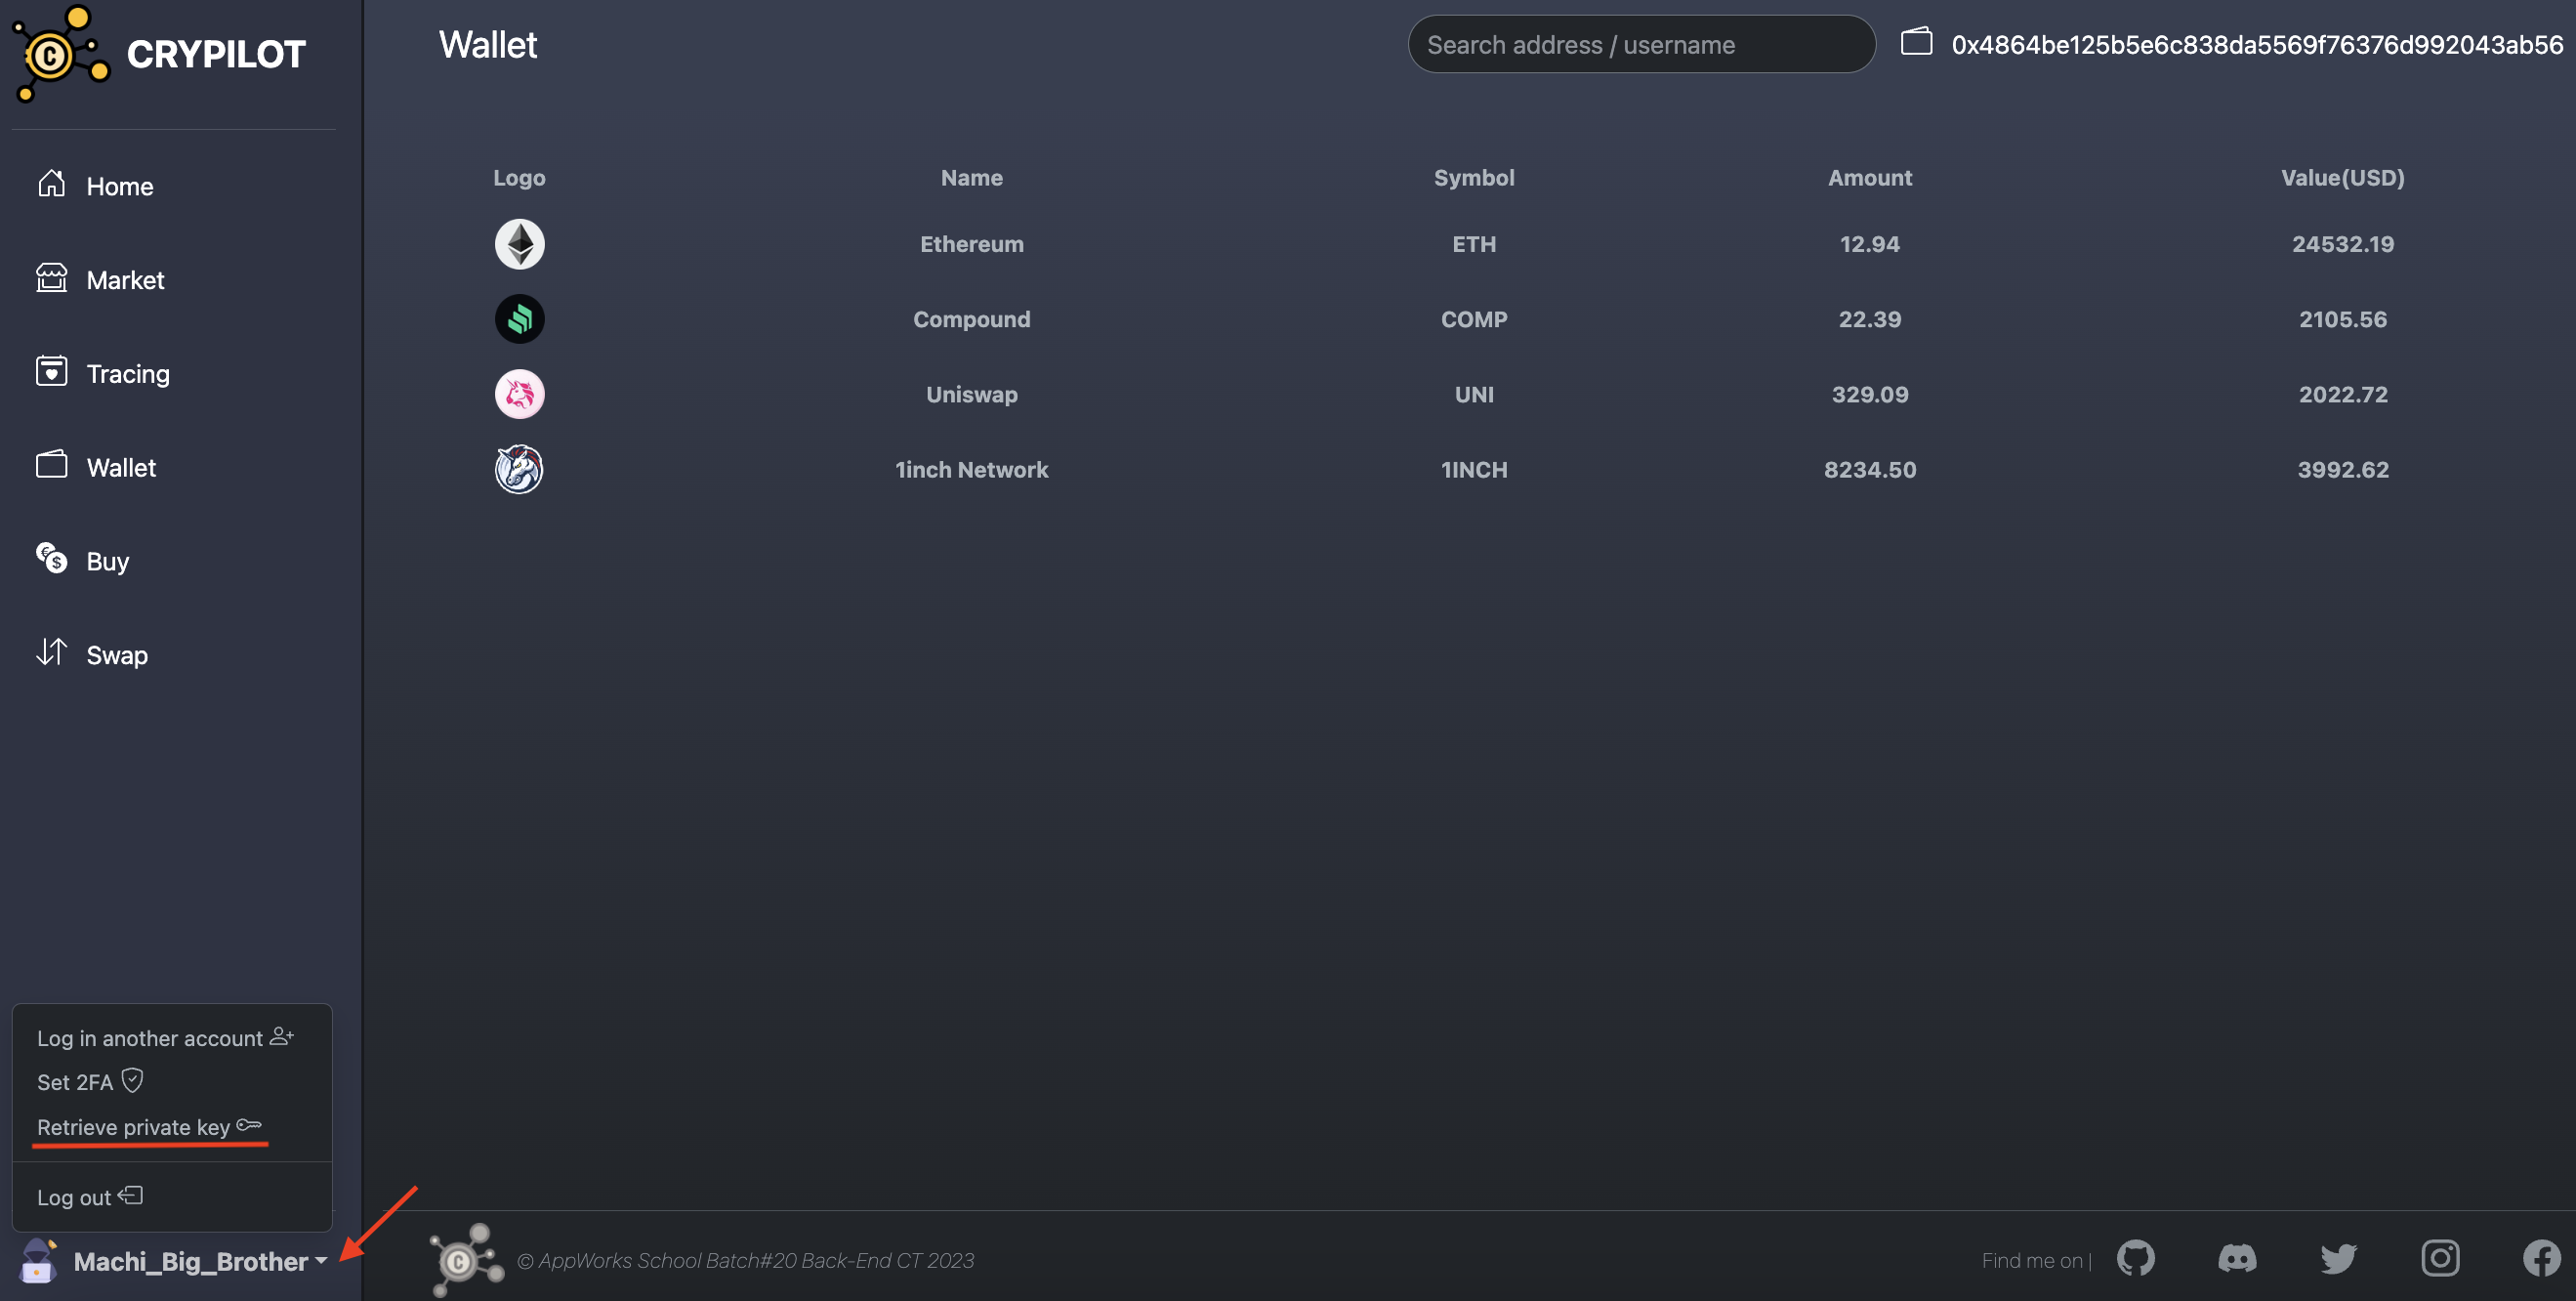 CRYPILOT
Wallet
Search address / username
0x4864be125b5e6c838da5569f76376d992043ab56
Home
Market
Tracing
Wallet
Buy
Swap
Logo Name Symbol Amount Value(USD)
Ethereum ETH 12.94 24532.19
Compound COMP 22.39 2105.56
Uniswap UNI 329.09 2022.72
1inch Network 1INCH 8234.50 3992.62
Log in another account
Set 2FA
Retrieve private key
Log out
Machi_Big_Brother
© AppWorks School Batch#20 Back-End CT 2023
Find me on |